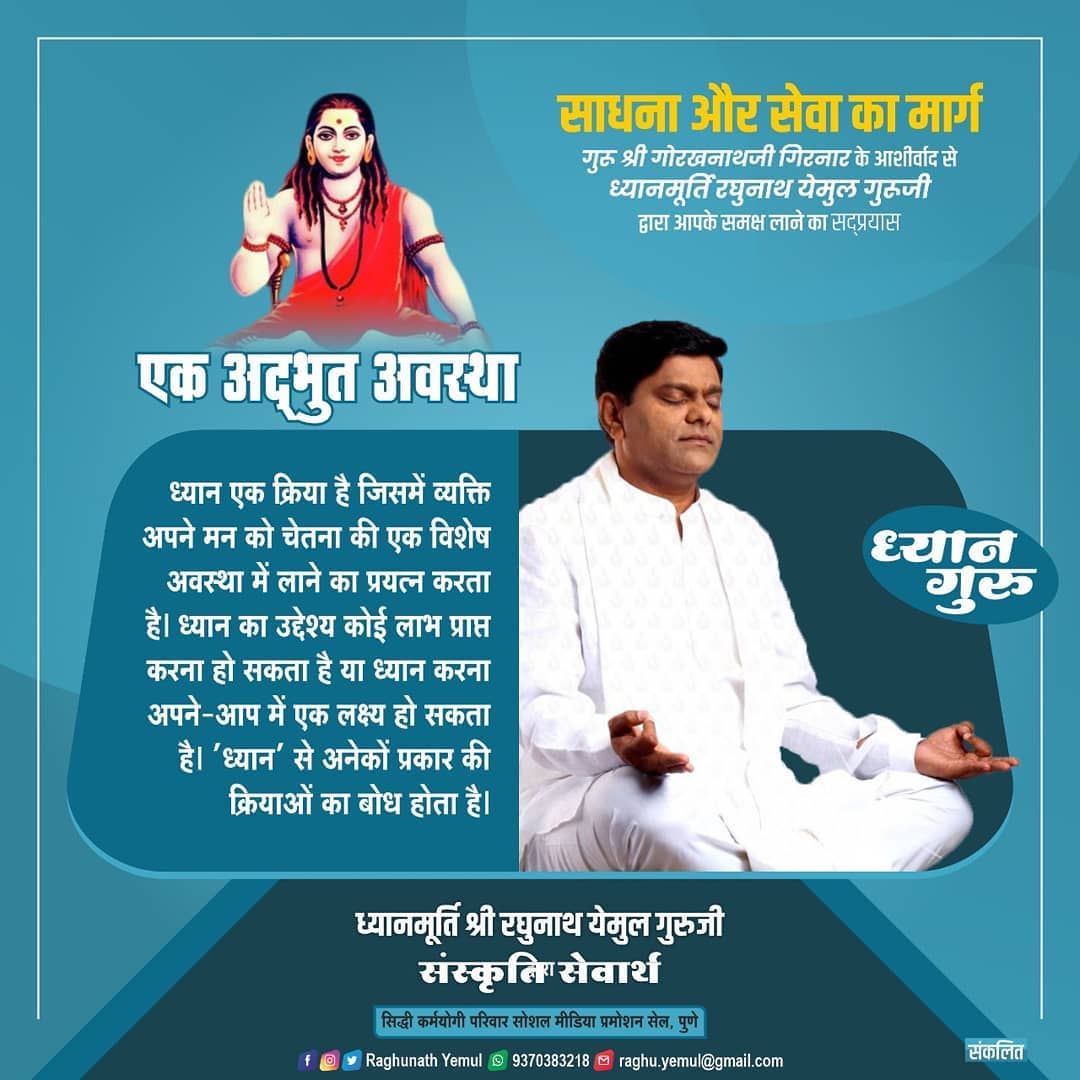 साधना और सेवा का मार्ग
गुरू श्री गोरखनाथजी गिरनार के आशीर्वाद से
ध्यानमूर्ति रघुनाथ येमुल गुरूजी
द्वारा आपके समक्ष लाने का सद्प्रयास
एक अद्भुत अवस्था
ध्यान एक क्रिया है जिसमें व्यक्ति
अपने मन को चेतना की एक विशेष
अवस्था में लाने का प्रयत्न करता
है। ध्यान का उद्देश्य कोई लाभ प्राप्त
करना हो सकता है या ध्यान करना
अपने-आप में एक लक्ष्य हो सकता
है। 'ध्यान' से अनेकों प्रकार की
क्रियाओं का बोध होता है।
ध्यान
गुरु
ध्यानमूर्ति श्री रघुनाथ येमुल गुरुजी
संस्कृति सेवार्थ
सिद्धी कर्मयोगी परिवार सोशल मीडिया प्रमोशन सेल, पुणे
Raghunath Yemul 9370383218 raghu.yemul@gmail.com
संकलित